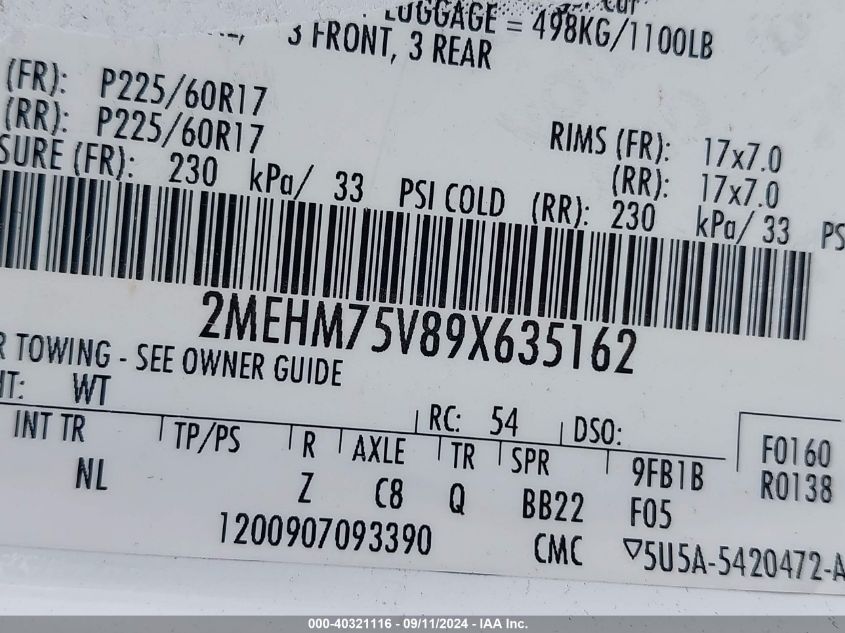 LUGGAGE = 498KG/1100LB
3 FRONT, 3 REAR
(FR): P225/60R17
(RR): P225/60R17
RIMS (FR): 17x7.0
(RR): 17x7.0
SURE (FR): 230 kPa/ 33 PSI COLD (RR): 230 kPa/ 33 PS
2MEHM75V89X635162
R TOWING - SEE OWNER GUIDE
NT: WT
RC: 54 DSO:
INT TR TP/PS R AXLE TR SPR 9FB1B F0160
NL Z C8 Q BB22 F05 R0138
1200907093390 CMC ▽5U5A-5420472-A
000-40321116 - 09/11/2024 - IAA Inc.